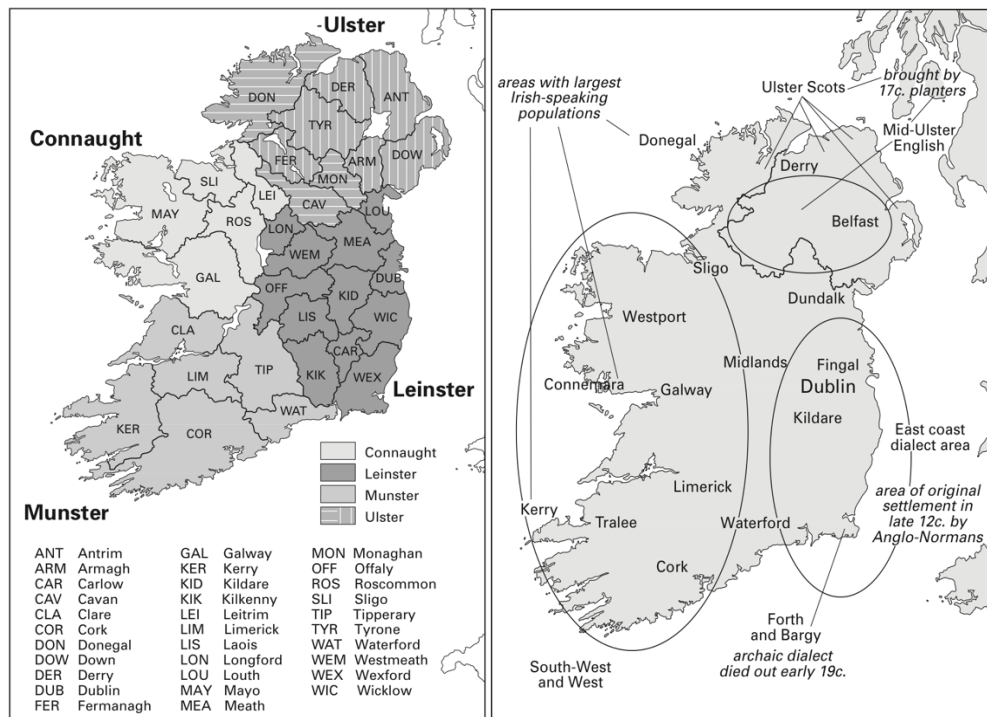 Ulster
DON
DER
ANT
TYR
FER
ARM
DOW
MON
CAV
Connaught
SLI
LEI
MAY
ROS
GAL
LOU
LON
MEA
WEM
DUB
OFF
KID
LIS
WIC
CAR
KIK
WEX
Leinster
CLA
TIP
LIM
WAT
KER
COR
Munster
Connaught
Leinster
Munster
Ulster
ANT Antrim
ARM Armagh
CAR Carlow
CAV Cavan
CLA Clare
COR Cork
DON Donegal
DOW Down
DER Derry
DUB Dublin
FER Fermanagh
GAL Galway
KER Kerry
KID Kildare
KIK Kilkenny
LEI Leitrim
LIM Limerick
LIS Laois
LON Longford
LOU Louth
MAY Mayo
MEA Meath
MON Monaghan
OFF Offaly
ROS Roscommon
SLI Sligo
TIP Tipperary
TYR Tyrone
WAT Waterford
WEM Westmeath
WEX Wexford
WIC Wicklow
areas with largest
Irish-speaking
populations
Ulster Scots
brought by
17c. planters
Mid-Ulster
English
Donegal
Derry
Belfast
Sligo
Dundalk
Westport
Midlands
Fingal
Dublin
Connemara
Galway
Kildare
East coast
dialect area
Limerick
area of original
settlement in
late 12c. by
Anglo-Normans
Kerry
Tralee
Waterford
Cork
Forth
and Bargy
archaic dialect
died out early 19c.
South-West
and West